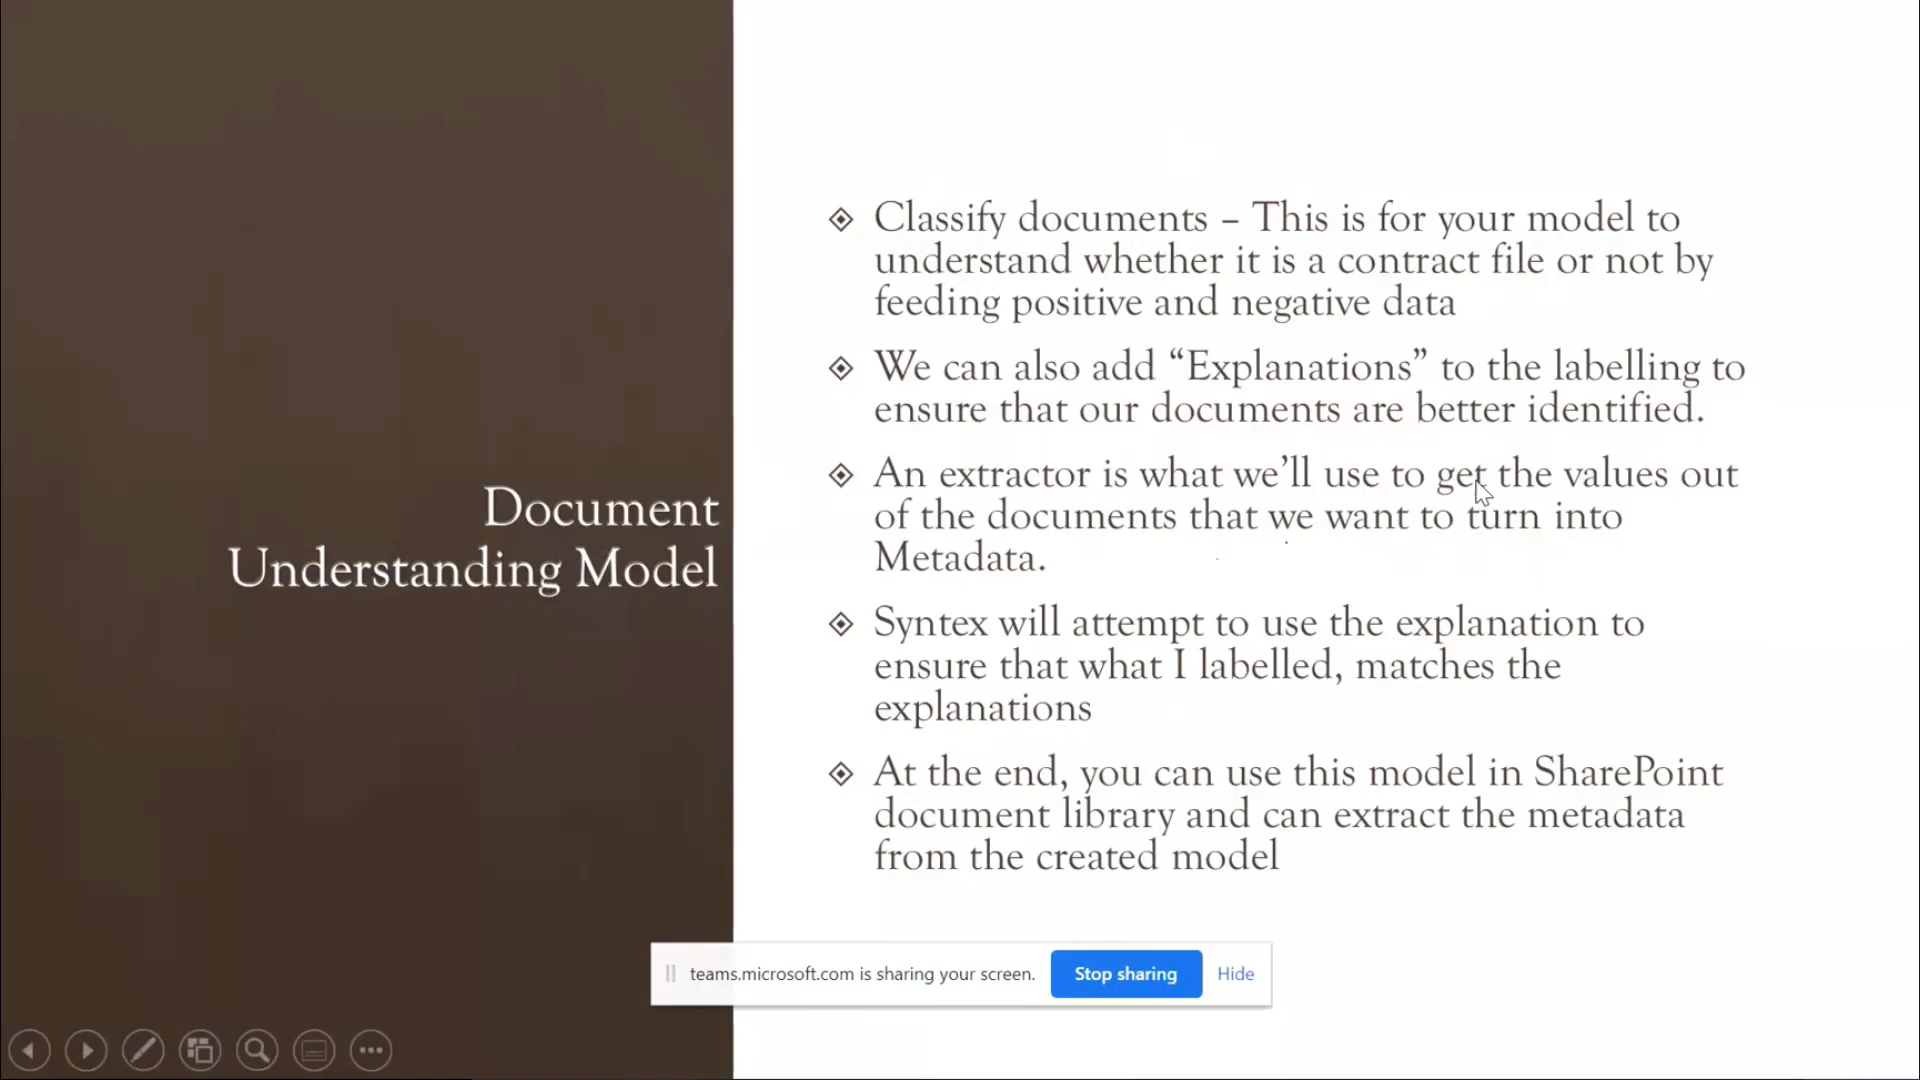 Document
Understanding Model
Classify documents – This is for your model to
understand whether it is a contract file or not by
feeding positive and negative data
We can also add “Explanations” to the labelling to
ensure that our documents are better identified.
An extractor is what we’ll use to get the values out
of the documents that we want to turn into
Metadata.
Syntex will attempt to use the explanation to
ensure that what I labelled, matches the
explanations
At the end, you can use this model in SharePoint
document library and can extract the metadata
from the created model
teams.microsoft.com is sharing your screen. Stop sharing Hide